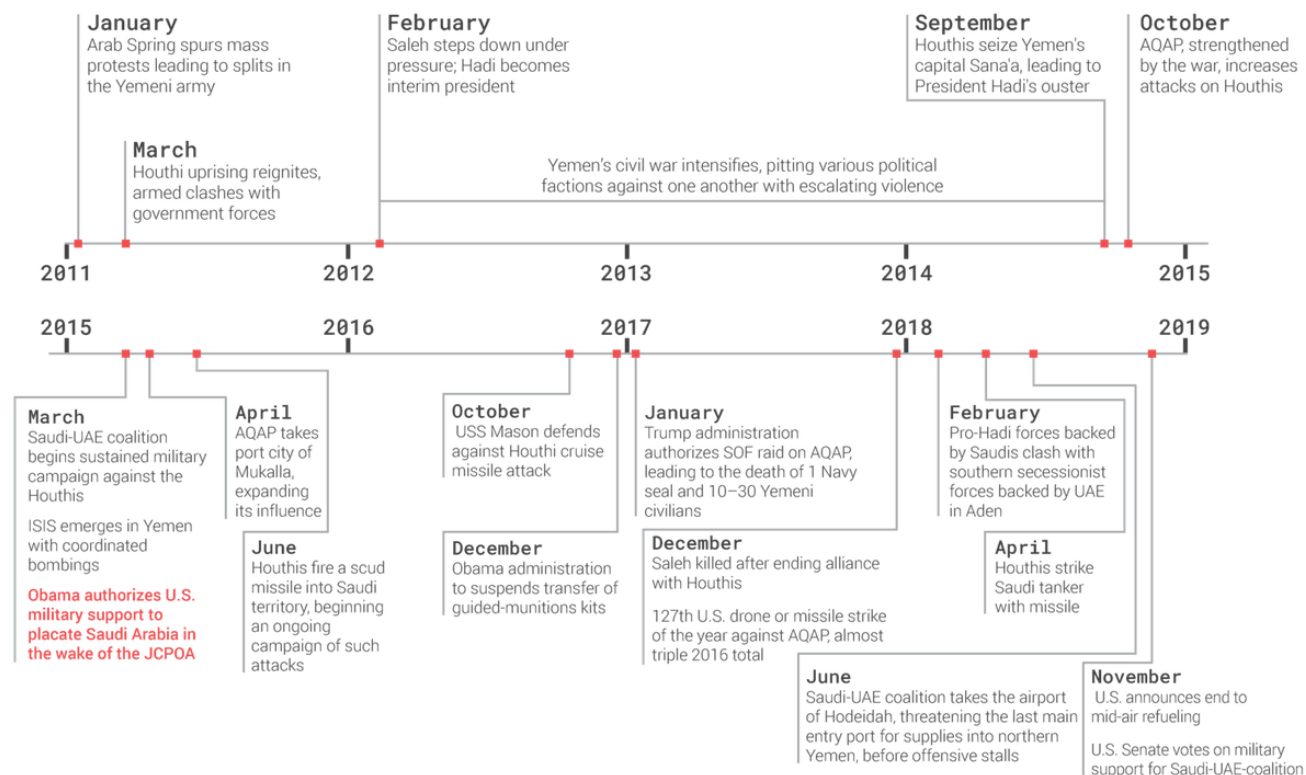 January
Arab Spring spurs mass
protests leading to splits in
the Yemeni army
March
Houthi uprising reignites,
armed clashes with
government forces
February
Saleh steps down under
pressure; Hadi becomes
interim president
Yemen's civil war intensifies, pitting various political
factions against one another with escalating violence
September
Houthis seize Yemen's
capital Sana'a, leading to
President Hadi's ouster
October
AQAP, strengthened
by the war, increases
attacks on Houthis
2011
2012
2013
2014
2015
2015
2016
2017
2018
2019
March
Saudi-UAE coalition
begins sustained military
campaign against the
Houthis
ISIS emerges in Yemen
with coordinated
bombings
Obama authorizes U.S.
military support to
placate Saudi Arabia in
the wake of the JCPOA
April
AQAP takes
port city of
Mukalla,
expanding
its influence
June
Houthis fire a scud
missile into Saudi
territory, beginning
an ongoing
campaign of such
attacks
October
USS Mason defends
against Houthi cruise
missile attack
December
Obama administration
to suspends transfer of
guided-munitions kits
January
Trump administration
authorizes SOF raid on AQAP,
leading to the death of 1 Navy
seal and 10–30 Yemeni
civilians
December
Saleh killed after ending alliance
with Houthis
127th U.S. drone or missile strike
of the year against AQAP, almost
triple 2016 total
February
Pro-Hadi forces backed
by Saudis clash with
southern secessionist
forces backed by UAE
in Aden
April
Houthis strike
Saudi tanker
with missile
June
Saudi-UAE coalition takes the airport
of Hodeidah, threatening the last main
entry port for supplies into northern
Yemen, before offensive stalls
November
U.S. announces end to
mid-air refueling
U.S. Senate votes on military
support for Saudi-UAE-coalition